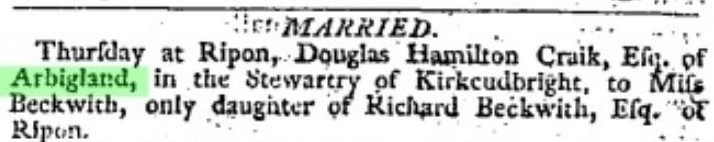 MARRIED.
Thurſday at Ripon, Douglas Hamilton Craik, Eſq. of
Arbigland, in the Stewartry of Kirkcudbright, to Miſs
Beckwith, only daughter of Richard Beckwith, Eſq. of
Ripon.